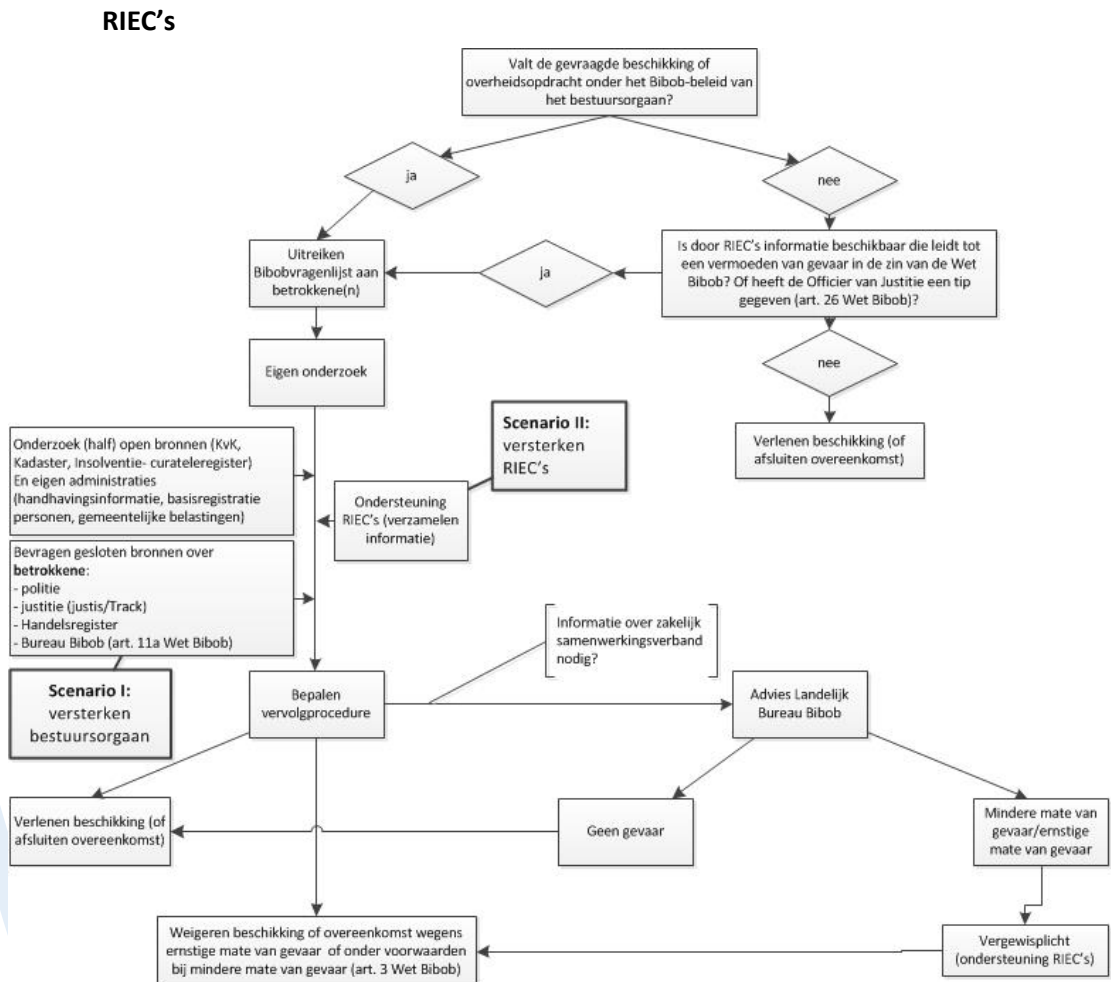 RIEC’s
Valt de gevraagde beschikking of
overheidsopdracht onder het Bibob-beleid van
het bestuursorgaan?
ja
nee
Uitreiken
Bibobvragenlijst aan
betrokkene(n)
ja
Is door RIEC’s informatie beschikbaar die leidt tot
een vermoeden van gevaar in de zin van de Wet
Bibob? Of heeft de Officier van Justitie een tip
gegeven (art. 26 Wet Bibob)?
nee
Eigen onderzoek
Verlenen beschikking (of
afsluiten overeenkomst)
Scenario II:
versterken
RIEC’s
Onderzoek (half) open bronnen (KvK,
Kadaster, Insolventie- curateleregister)
En eigen administraties
(handhavingsinformatie, basisregistratie
personen, gemeentelijke belastingen)
Ondersteuning
RIEC’s (verzamelen
informatie)
Bevragen gesloten bronnen over
betrokkene:
- politie
- justitie (justis/Track)
- Handelsregister
- Bureau Bibob (art. 11a Wet Bibob)
Informatie over zakelijk
samenwerkingsverband
nodig?
Scenario I:
versterken
bestuursorgaan
Bepalen
vervolgprocedure
Advies Landelijk
Bureau Bibob
Verlenen beschikking (of
afsluiten overeenkomst)
Geen gevaar
Mindere mate van
gevaar/ernstige
mate van gevaar
Weigeren beschikking of overeenkomst wegens
ernstige mate van gevaar of onder voorwaarden
bij mindere mate van gevaar (art. 3 Wet Bibob)
Vergewisplicht
(ondersteuning RIEC’s)